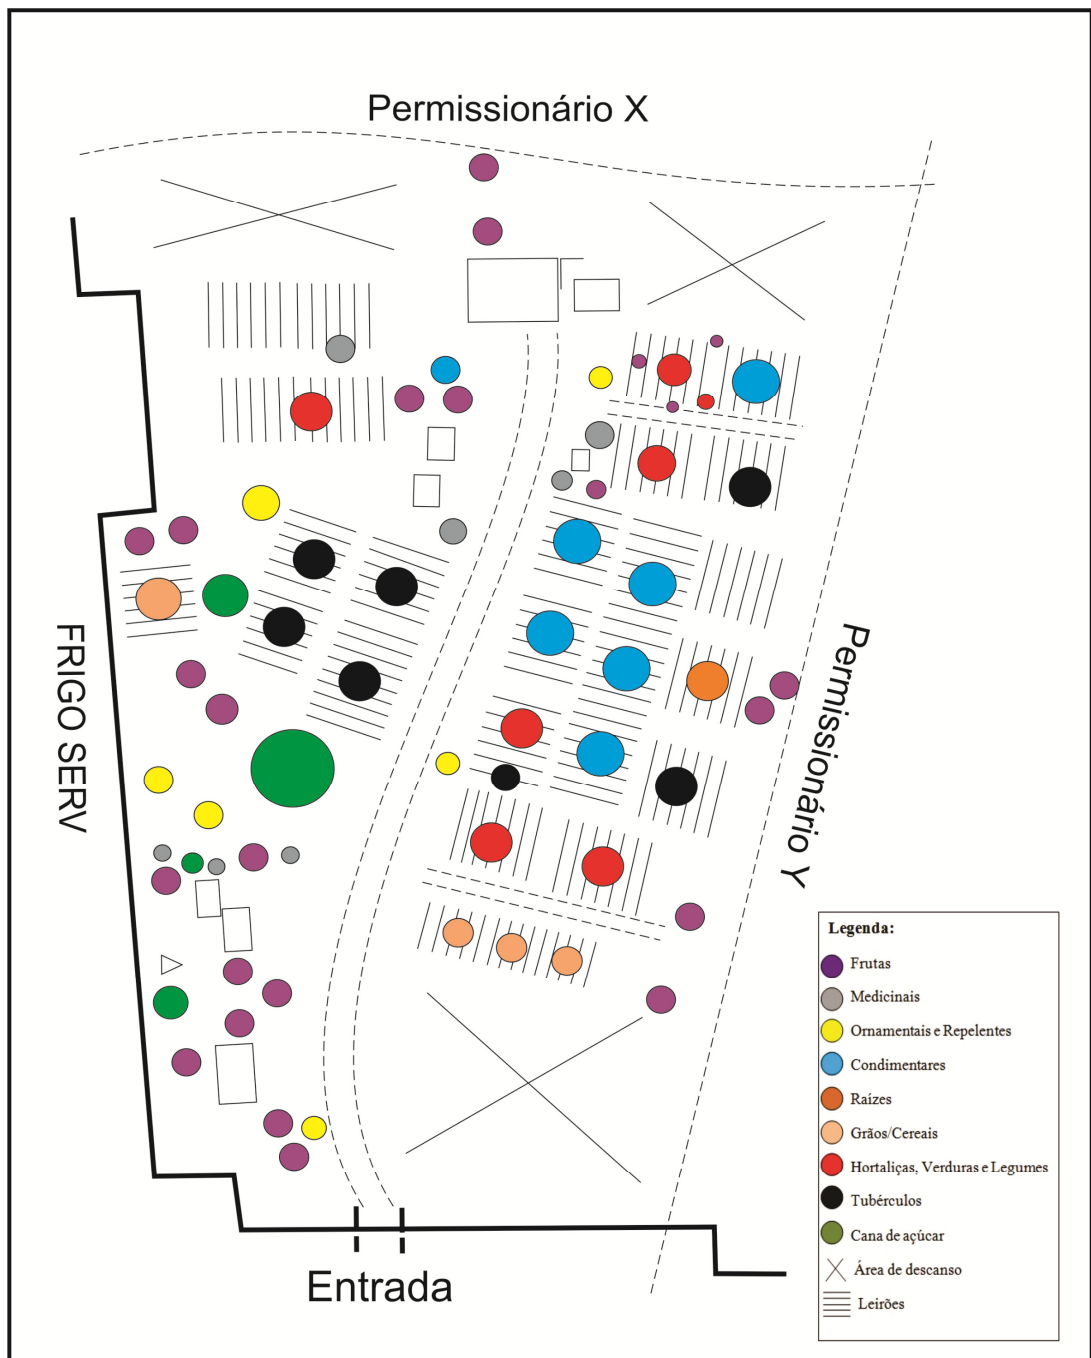 Permissionário X
FRIGO SERV
Permissionário Y
Legenda:
Frutas
Medicinais
Ornamentais e Repelentes
Condimentares
Raízes
Grãos/Cereais
Hortaliças, Verduras e Legumes
Tubérculos
Cana de açúcar
Área de descanso
Leirões
Entrada